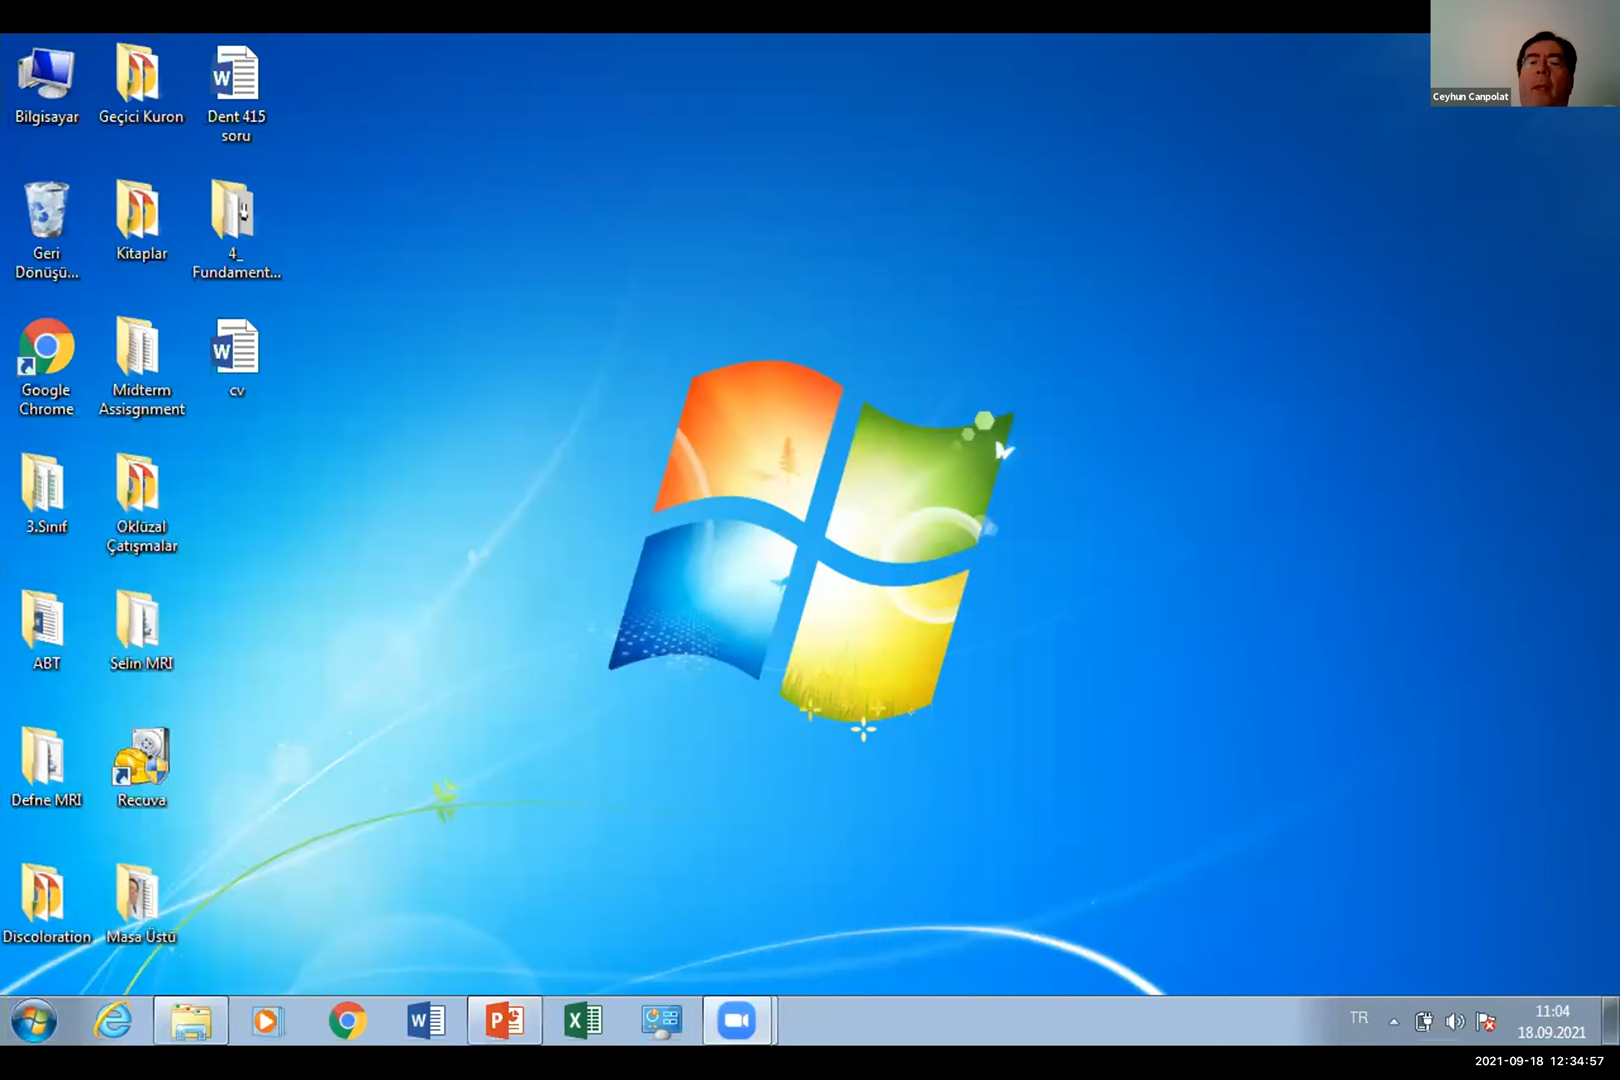 Ceyhun Canpolat
Bilgisayar
Geçici Kuron
Dent 415
soru
Geri
Dönüşü...
Kitaplar
4_
Fundament...
Google
Chrome
Midterm
Assisgnment
cv
3.Sınıf
Oklüzal
Çatışmalar
ABT
Selin MRI
Defne MRI
Recuva
Discoloration
Masa Üstü
TR
11:04
18.09.2021
2021-09-18 12:34:57